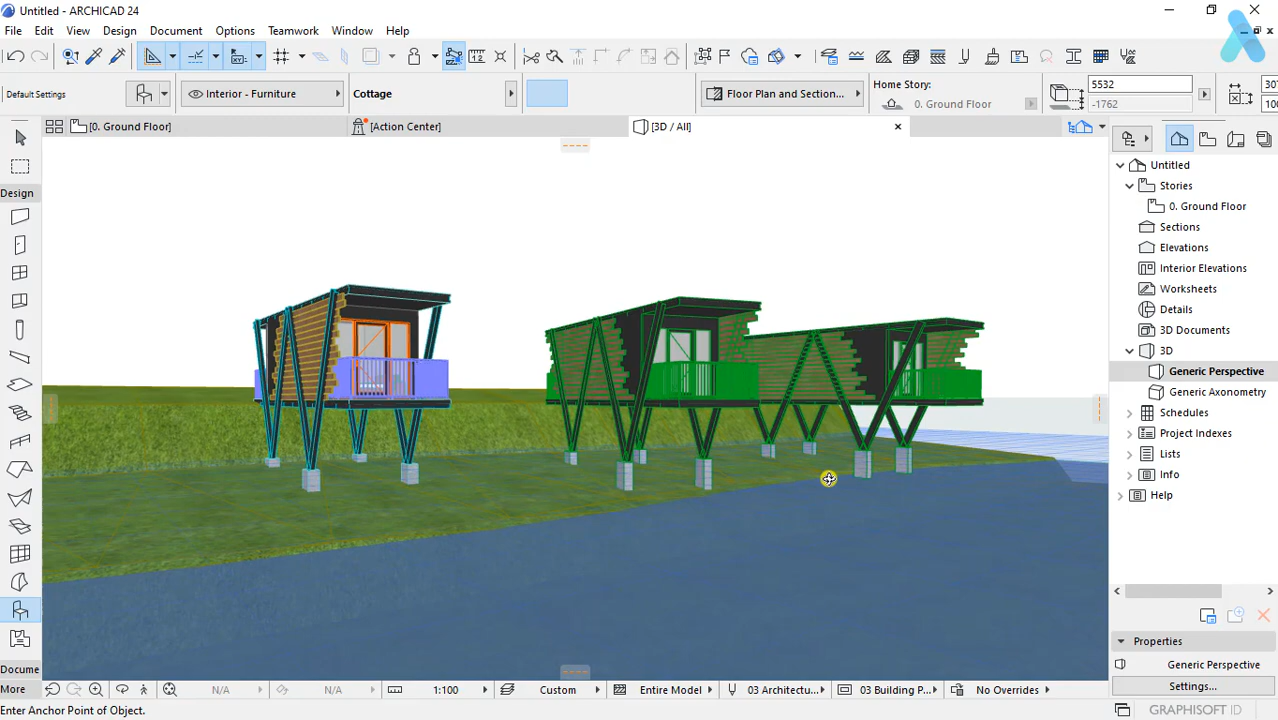 Untitled - ARCHICAD 24
File Edit View Design Document Options Teamwork Window Help
Default Settings
Interior - Furniture
Cottage
Floor Plan and Section...
Home Story:
0. Ground Floor
5532
-1762
[0. Ground Floor]
[Action Center]
[3D / All]
Design
Untitled
Stories
0. Ground Floor
Sections
Elevations
Interior Elevations
Worksheets
Details
3D Documents
3D
Generic Perspective
Generic Axonometry
Schedules
Project Indexes
Lists
Info
Help
Properties
Generic Perspective
Settings...
Docume
More
N/A
N/A
1:100
Custom
Entire Model
03 Architectu...
03 Building P...
No Overrides
Enter Anchor Point of Object.
GRAPHISOFT ID